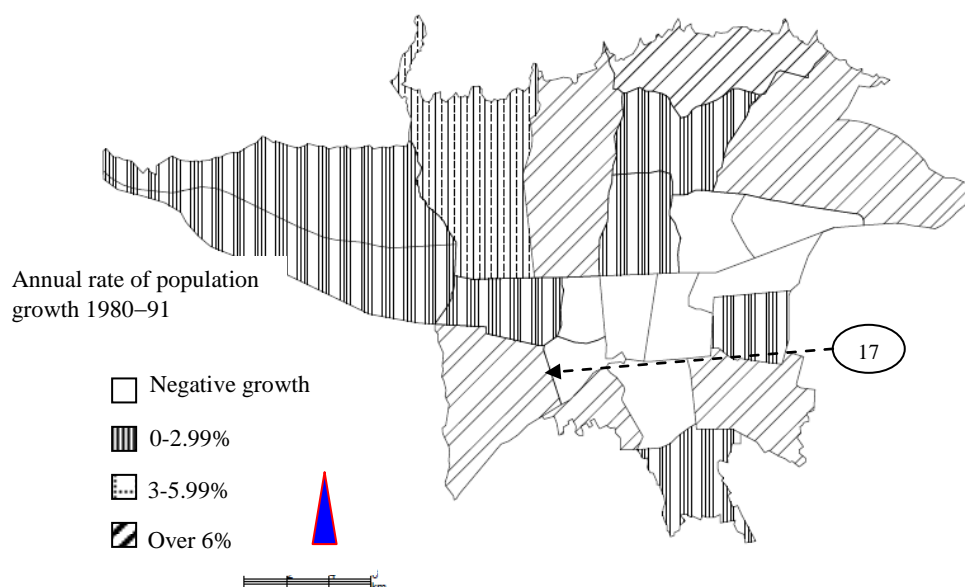 Annual rate of population
growth 1980–91
17
Negative growth
0-2.99%
3-5.99%
Over 6%